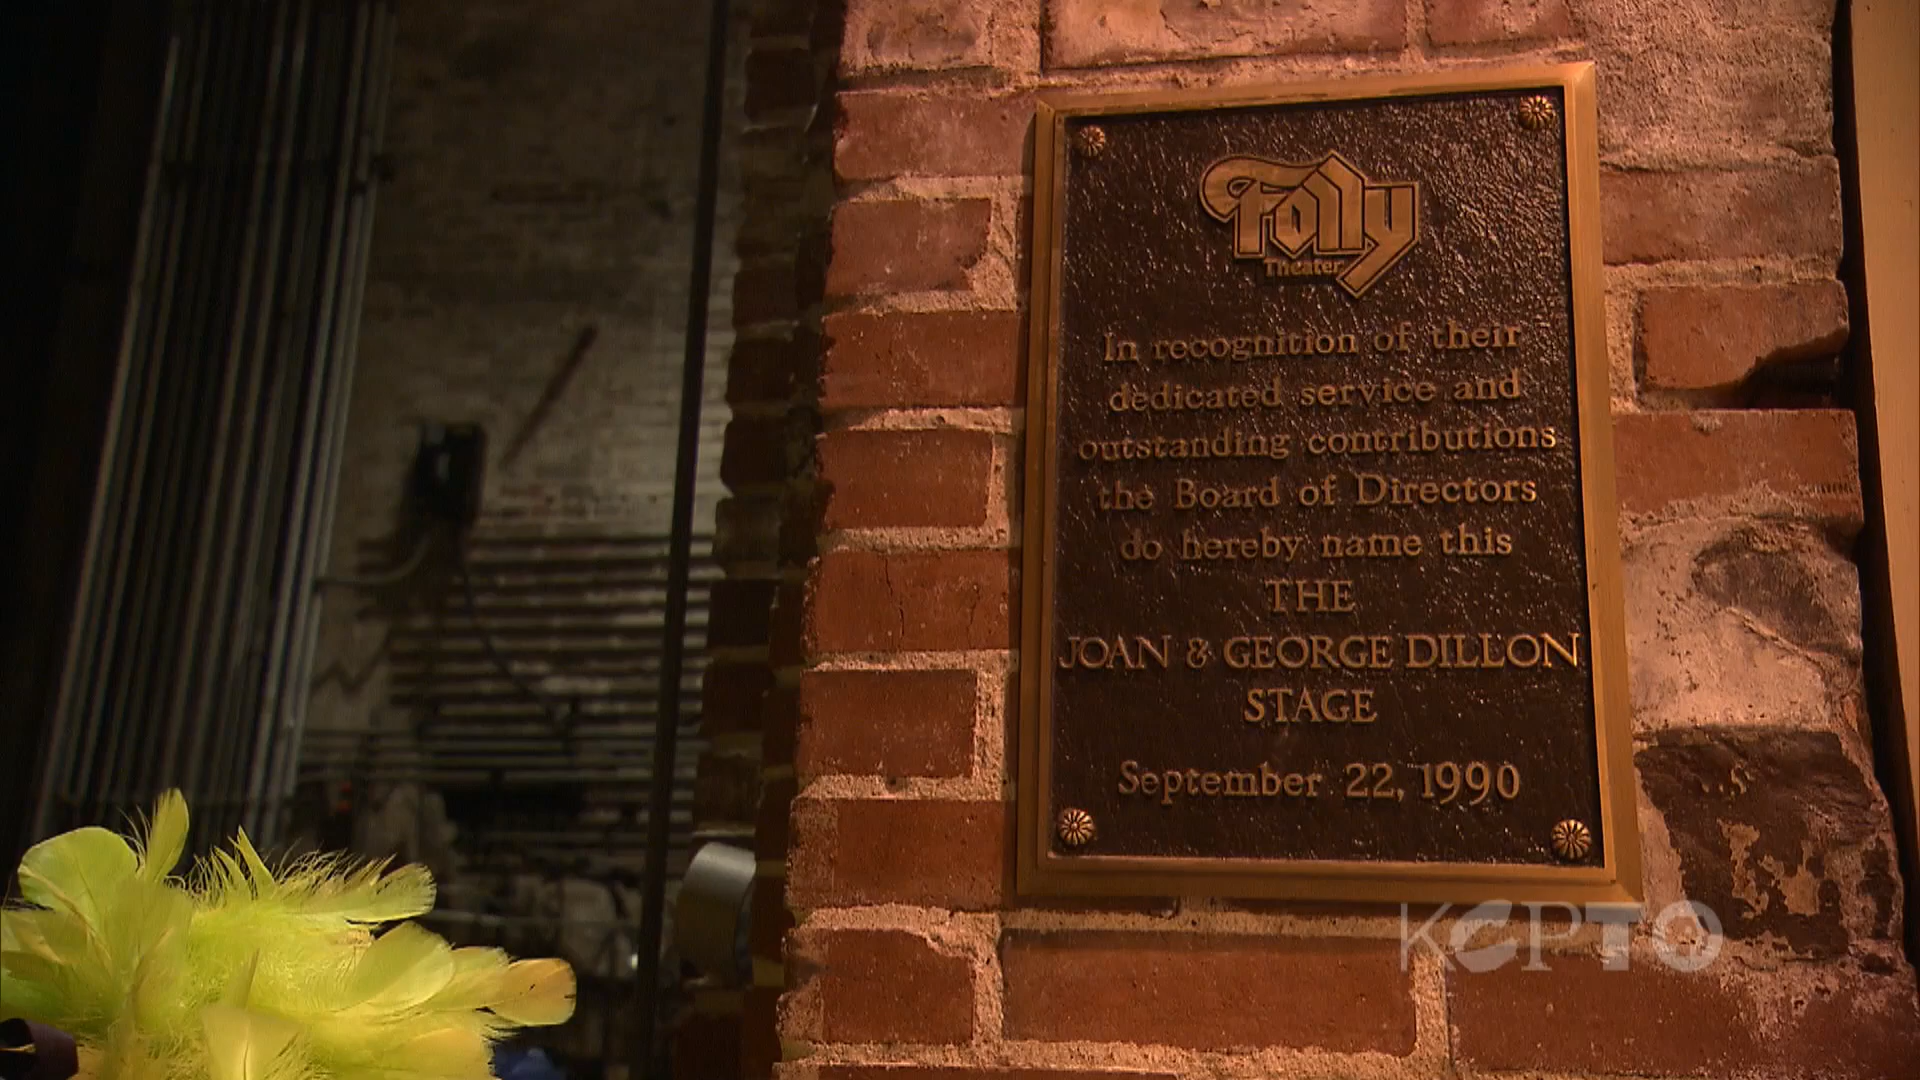 Folly
Theater
In recognition of their
dedicated service and
outstanding contributions
the Board of Directors
do hereby name this
THE
JOAN & GEORGE DILLON
STAGE
September 22, 1990
KCPT